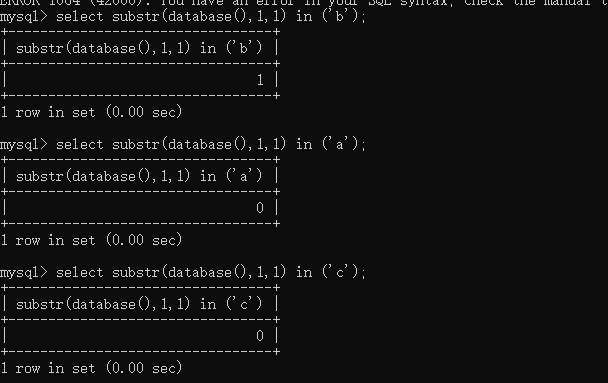 ERROR 1064 (42000): You have an error in your SQL syntax; check the manual t
mysql> select substr(database(),1,1) in ('b');
+--------------------------------+
| substr(database(),1,1) in ('b') |
+--------------------------------+
|                               1 |
+--------------------------------+
1 row in set (0.00 sec)
mysql> select substr(database(),1,1) in ('a');
+--------------------------------+
| substr(database(),1,1) in ('a') |
+--------------------------------+
|                               0 |
+--------------------------------+
1 row in set (0.00 sec)
mysql> select substr(database(),1,1) in ('c');
+--------------------------------+
| substr(database(),1,1) in ('c') |
+--------------------------------+
|                               0 |
+--------------------------------+
1 row in set (0.00 sec)